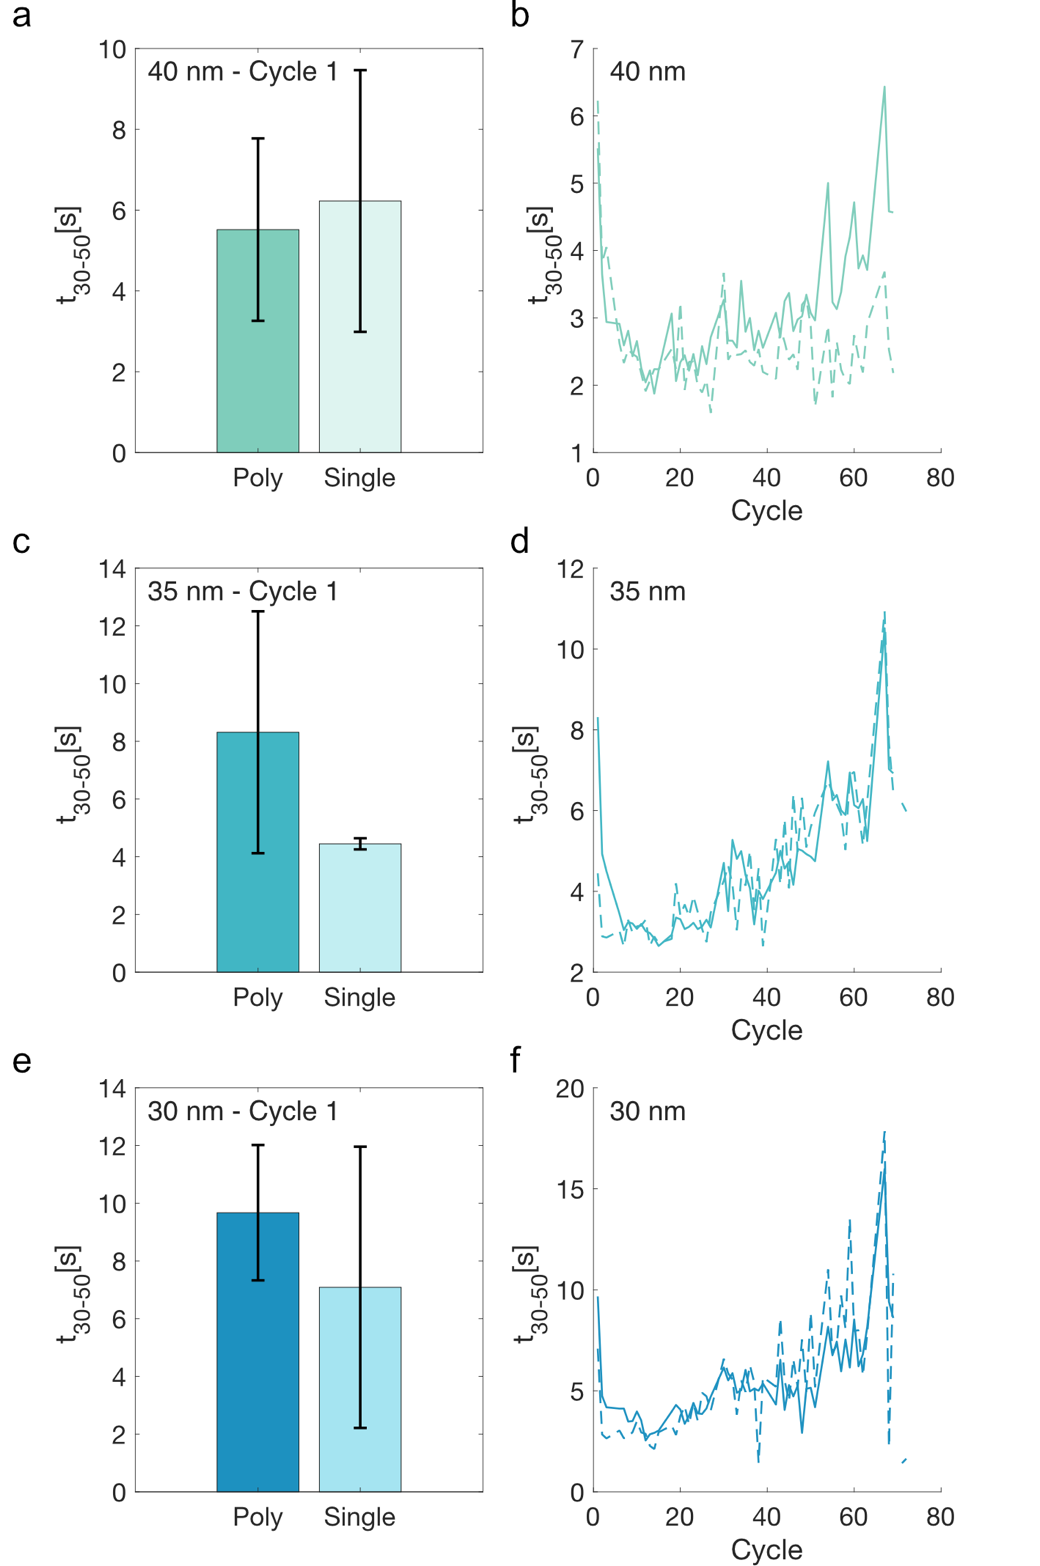 a
40 nm - Cycle 1
10
8
6
4
2
0
t30-50[s]
Poly Single
b
40 nm
7
6
5
4
3
2
1
t30-50[s]
0 20 40 60 80
Cycle
c
35 nm - Cycle 1
14
12
10
8
6
4
2
0
t30-50[s]
Poly Single
d
35 nm
12
10
8
6
4
2
t30-50[s]
0 20 40 60 80
Cycle
e
30 nm - Cycle 1
14
12
10
8
6
4
2
0
t30-50[s]
Poly Single
f
30 nm
20
15
10
5
0
t30-50[s]
0 20 40 60 80
Cycle